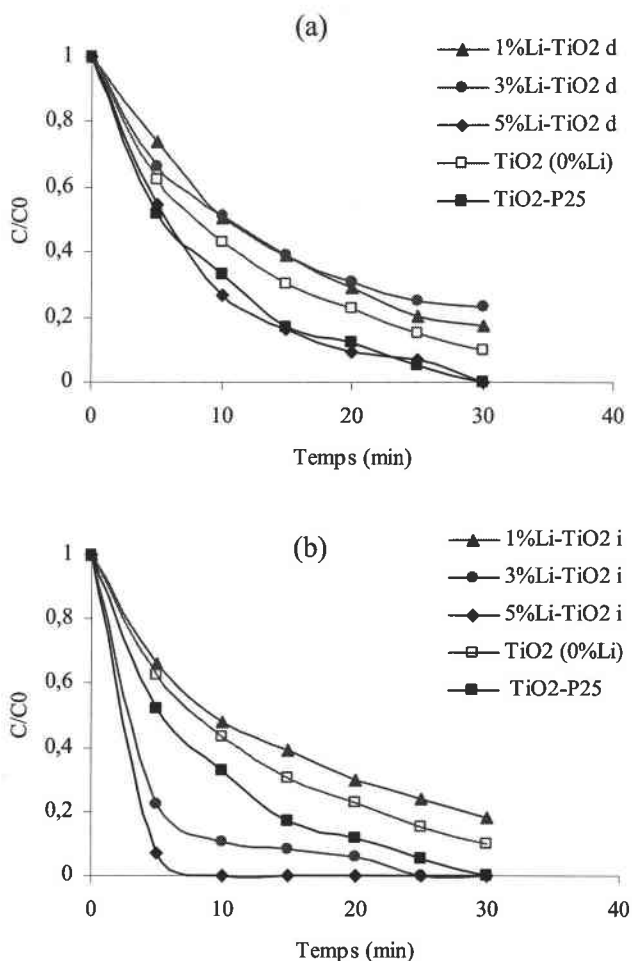 (a)
1%Li-TiO2 d
3%Li-TiO2 d
5%Li-TiO2 d
TiO2 (0%Li)
TiO2-P25
1
0,8
0,6
0,4
0,2
0
C/C0
0 10 20 30 40
Temps (min)
(b)
1%Li-TiO2 i
3%Li-TiO2 i
5%Li-TiO2 i
TiO2 (0%Li)
TiO2-P25
1
0,8
0,6
0,4
0,2
0
C/C0
0 10 20 30 40
Temps (min)